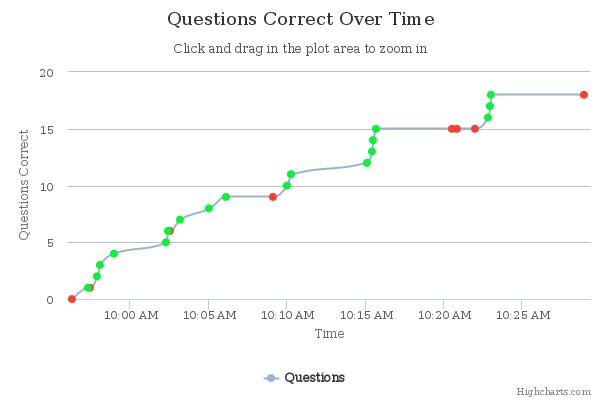 Questions Correct Over Time
Click and drag in the plot area to zoom in
Questions Correct
20
15
10
5
0
10:00 AM 10:05 AM 10:10 AM 10:15 AM 10:20 AM 10:25 AM
Time
Questions
Highcharts.com